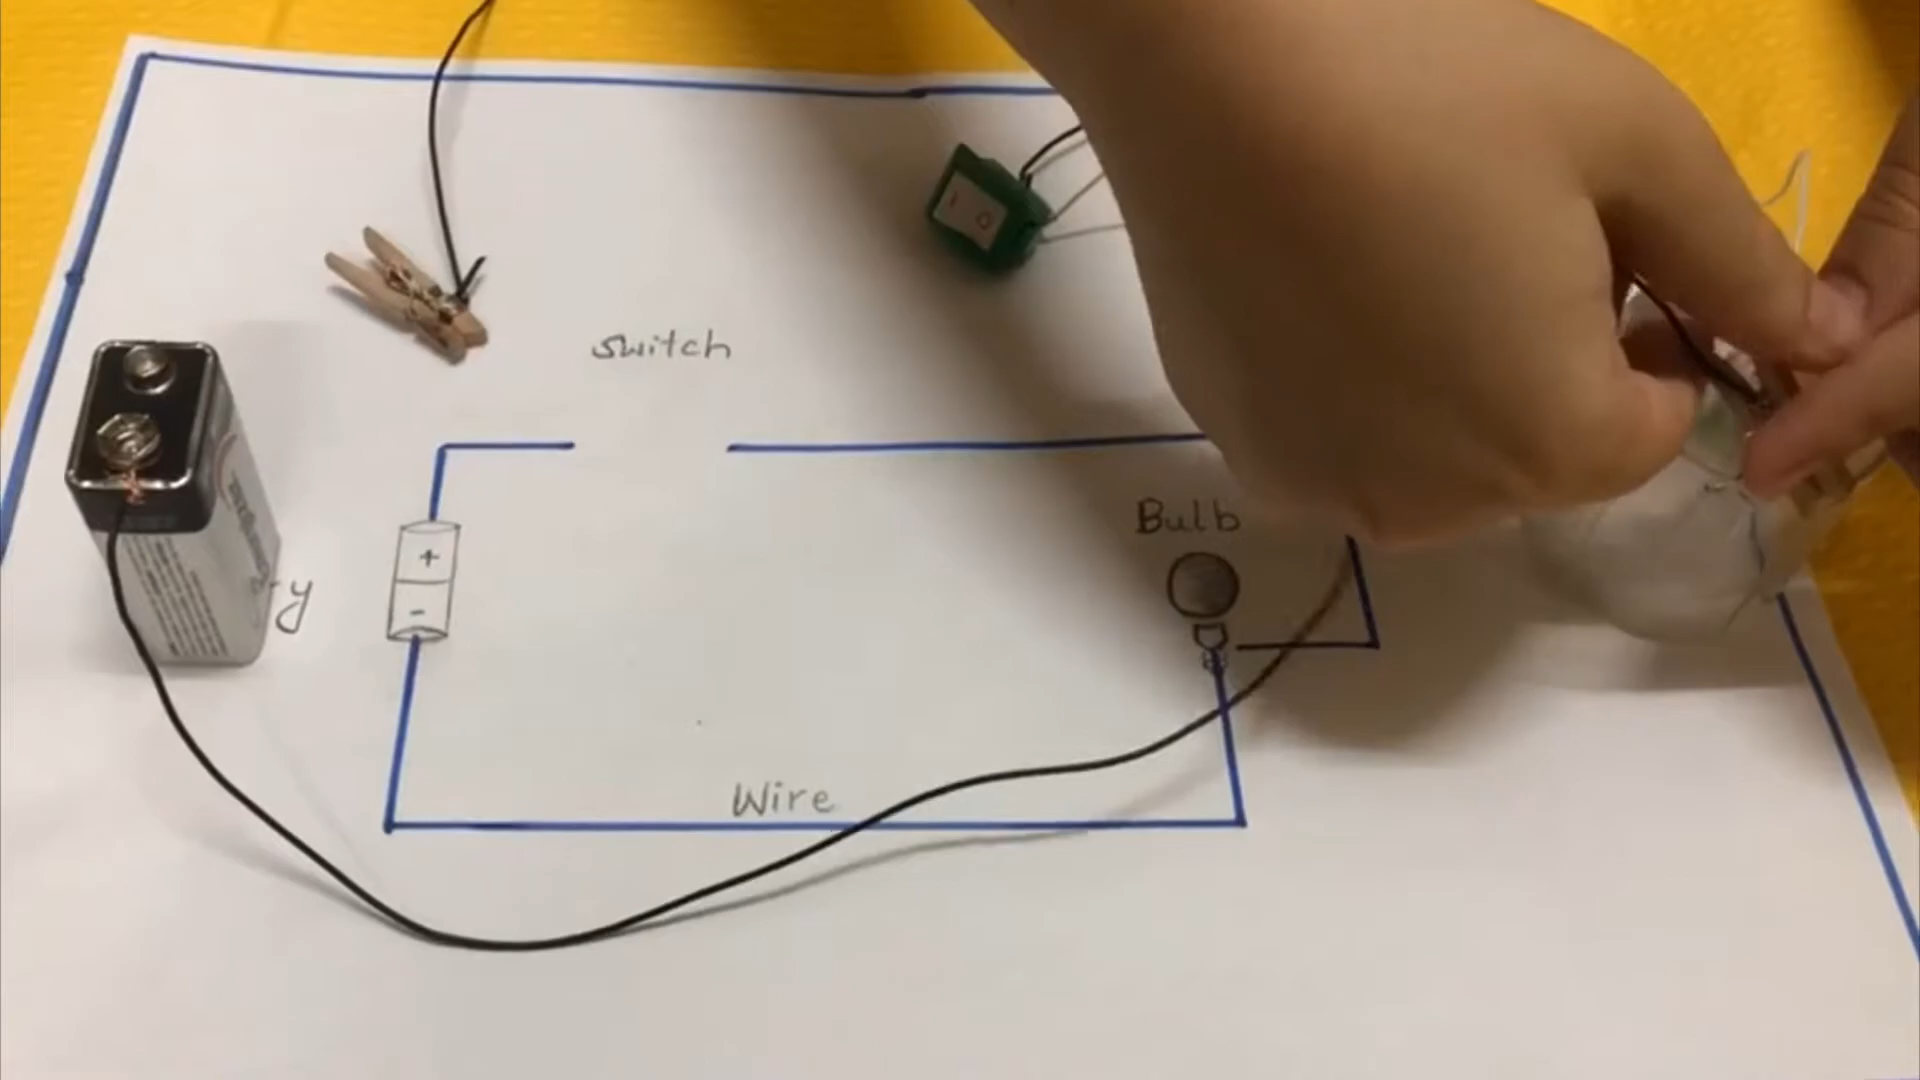 I O
switch
Bulb
+
-
Wire